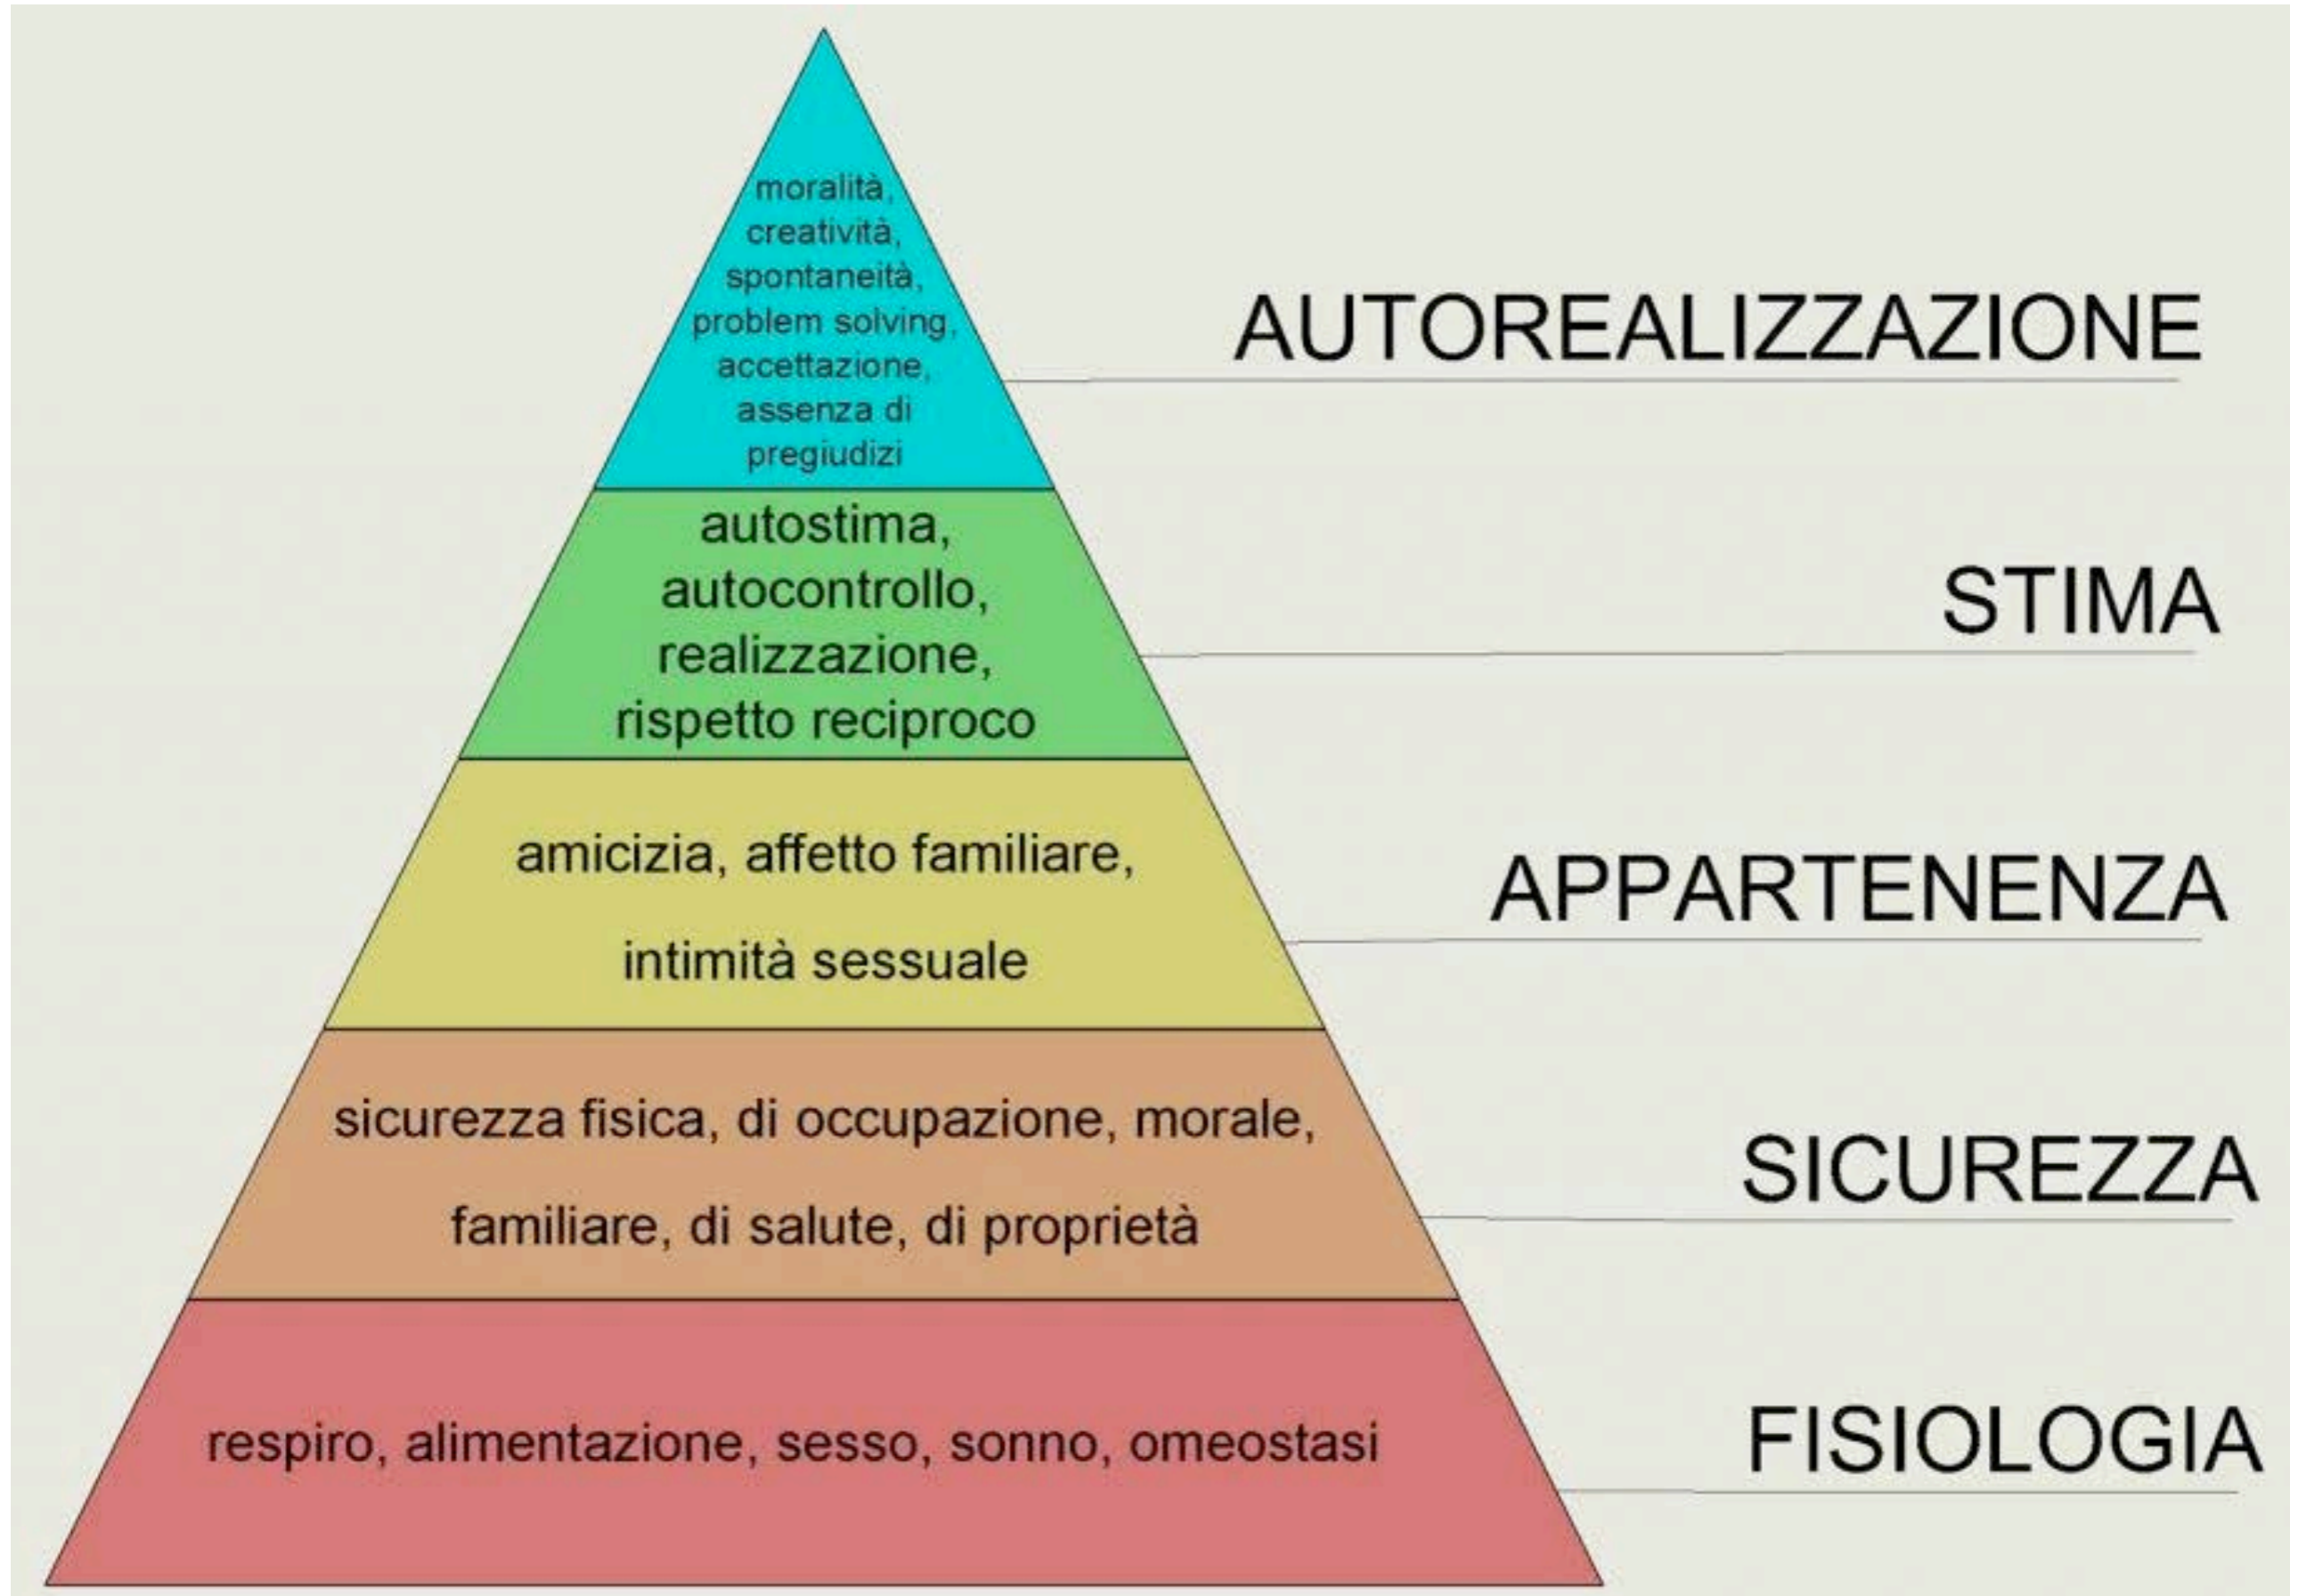 moralità,
creatività,
spontaneità,
problem solving,
accettazione,
assenza di
pregiudizi
AUTOREALIZZAZIONE
autostima,
autocontrollo,
realizzazione,
rispetto reciproco
STIMA
amicizia, affetto familiare,
intimità sessuale
APPARTENENZA
sicurezza fisica, di occupazione, morale,
familiare, di salute, di proprietà
SICUREZZA
respiro, alimentazione, sesso, sonno, omeostasi
FISIOLOGIA